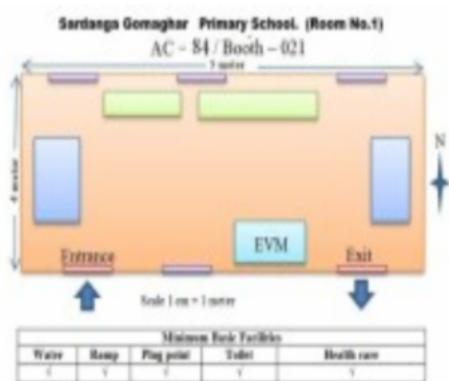 Sardanga Gomaghar Primary School. (Room No.1)
AC - 84 / Booth - 021
meter
4 meter
N
EVM
Entrance
Exit
Scale 1 cm = 1 meter
Minimum Basic Facilities
Water Ramp Plug point Toilet Health care
√ √ √ √ √